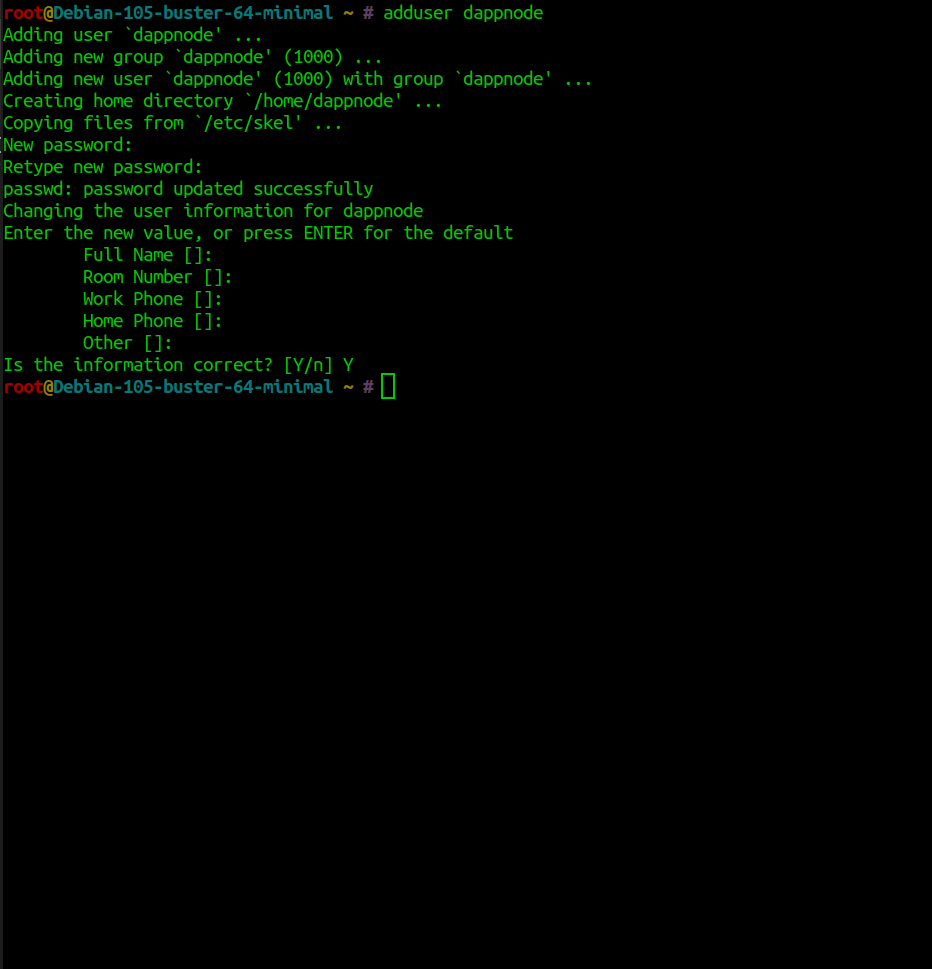 root@Debian-105-buster-64-minimal ~ # adduser dappnode
Adding user `dappnode' ...
Adding new group `dappnode' (1000) ...
Adding new user `dappnode' (1000) with group `dappnode' ...
Creating home directory `/home/dappnode' ...
Copying files from `/etc/skel' ...
New password:
Retype new password:
passwd: password updated successfully
Changing the user information for dappnode
Enter the new value, or press ENTER for the default
        Full Name []:
        Room Number []:
        Work Phone []:
        Home Phone []:
        Other []:
Is the information correct? [Y/n] Y
root@Debian-105-buster-64-minimal ~ #